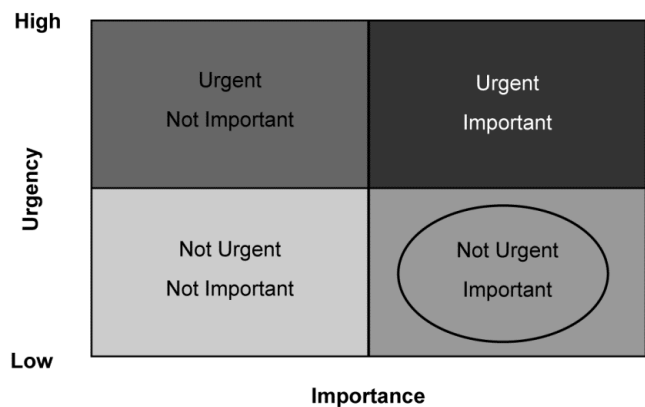 High
Urgent
Not Important
Urgent
Important
Urgency
Not Urgent
Not Important
Not Urgent
Important
Low
Importance